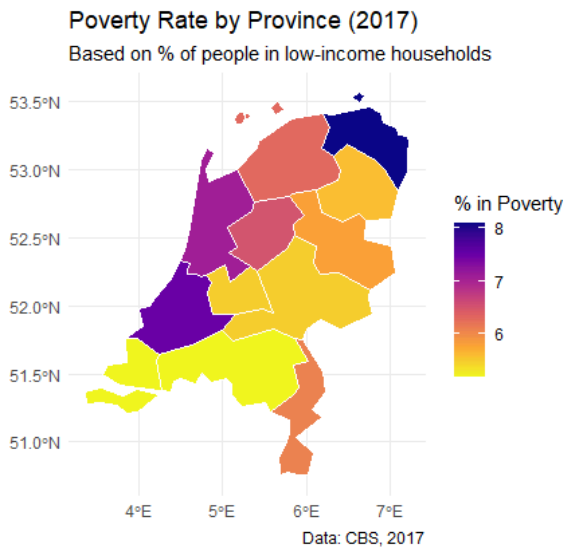 Poverty Rate by Province (2017)
Based on % of people in low-income households
53.5°N
53.0°N
52.5°N
52.0°N
51.5°N
51.0°N
4°E 5°E 6°E 7°E
% in Poverty
8
7
6
Data: CBS, 2017